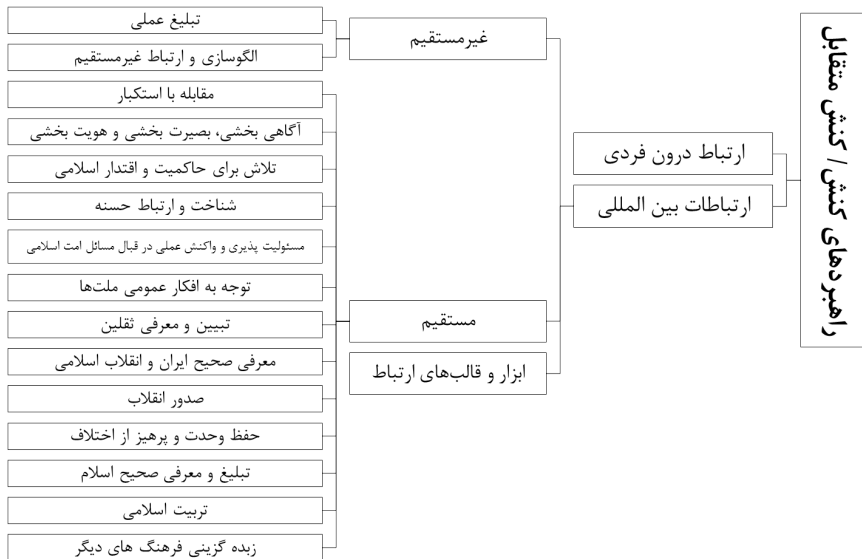 راهبردهای کنش / کنش متقابل
ارتباط درون فردی
ارتباطات بین المللی
غیرمستقیم
مستقیم
ابزار و قالب‌های ارتباط
تبلیغ عملی
الگوسازی و ارتباط غیرمستقیم
مقابله با استکبار
آگاهی بخشی، بصیرت بخشی و هویت بخشی
تلاش برای حاکمیت و اقتدار اسلامی
شناخت و ارتباط حسنه
مسئولیت پذیری و واکنش عملی در قبال مسائل امت اسلامی
توجه به افکار عمومی ملت‌ها
تبیین و معرفی ثقلین
معرفی صحیح ایران و انقلاب اسلامی
صدور انقلاب
حفظ وحدت و پرهیز از اختلاف
تبلیغ و معرفی صحیح اسلام
تربیت اسلامی
زبده گزینی فرهنگ های دیگر